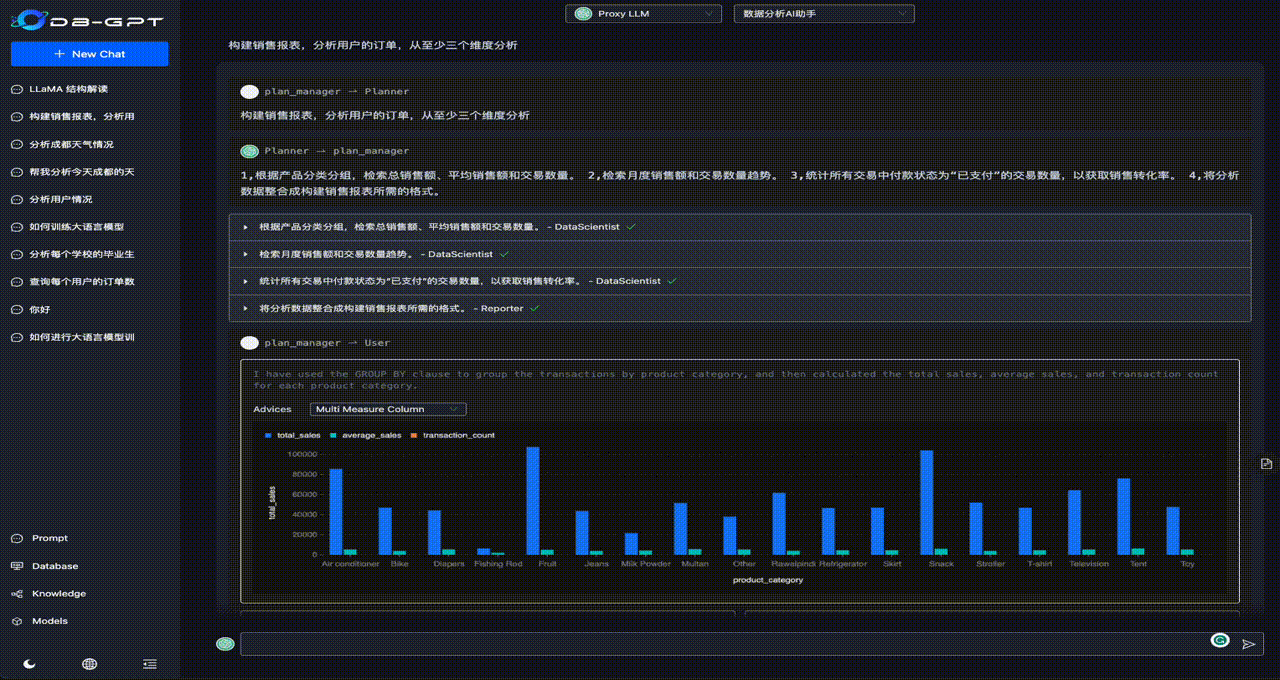 DB-GPT
Proxy LLM
数据分析AI助手
+ New Chat
LLaMA 结构解读
构建销售报表，分析用
分析成都天气情况
帮我分析今天成都的天
分析用户情况
如何训练大语言模型
分析每个学校的毕业生
查询每个用户的订单数
你好
如何进行大语言模型训
Prompt
Database
Knowledge
Models
构建销售报表，分析用户的订单，从至少三个维度分析
plan_manager → Planner
构建销售报表，分析用户的订单，从至少三个维度分析
Planner → plan_manager
1,根据产品分类分组，检索总销售额、平均销售额和交易数量。 2,检索月度销售额和交易数量趋势。 3,统计所有交易中付款状态为“已支付”的交易数量，以获取销售转化率。 4,将分析
数据整合成构建销售报表所需的格式。
根据产品分类分组，检索总销售额、平均销售额和交易数量。 - DataScientist
检索月度销售额和交易数量趋势。 - DataScientist
统计所有交易中付款状态为“已支付”的交易数量，以获取销售转化率。 - DataScientist
将分析数据整合成构建销售报表所需的格式。 - Reporter
plan_manager → User
I have used the GROUP BY clause to group the transactions by product category, and then calculated the total sales, average sales, and transaction count
for each product category.
Advices
Multi Measure Column
total_sales average_sales transaction_count
total_sales
100000
80000
60000
40000
20000
0
Air conditioner Bike Diapers Fishing Rod Fruit Jeans Milk Powder Multan Other Rawalpindi Refrigerator Skirt Snack Stroller T-shirt Television Tent Toy
product_category